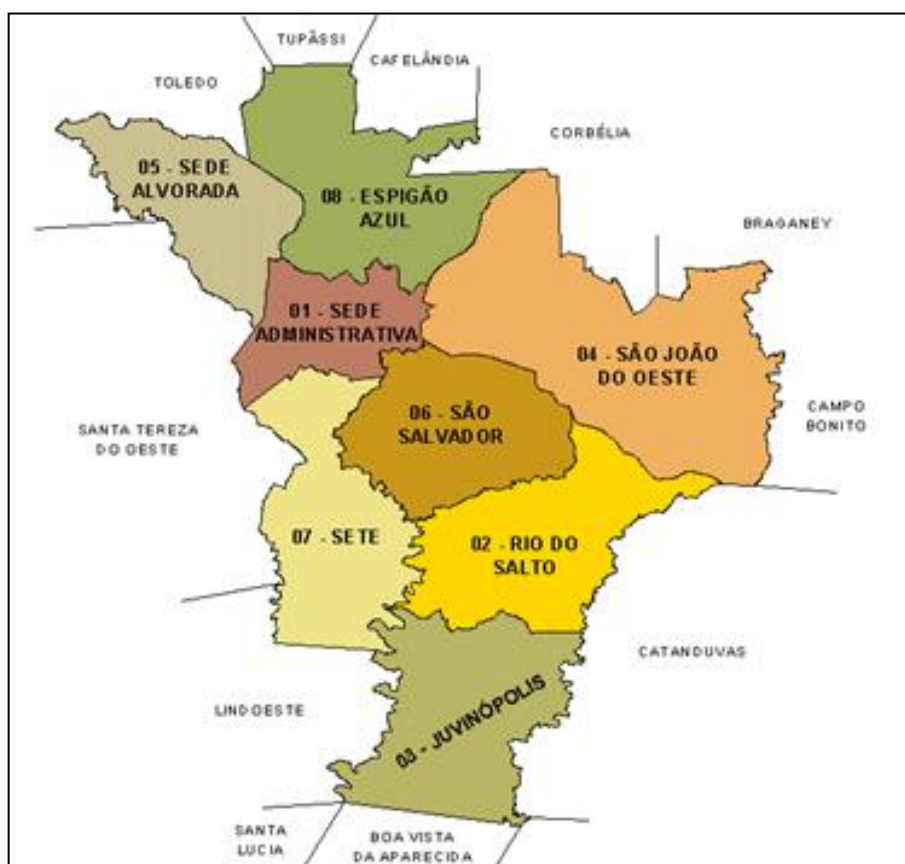 TUPÂSSI
CAFELÂNDIA
TOLEDO
CORBÉLIA
05 - SEDE
ALVORADA
08 - ESPIGÃO
AZUL
BRAGANEY
01 - SEDE
ADMINISTRATIVA
04 - SÃO JOÃO
DO OESTE
06 - SÃO
SALVADOR
CAMPO
BONITO
SANTA TEREZA
DO OESTE
07 - SETE
02 - RIO DO
SALTO
CATANDUVAS
03 - JUVINÓPOLIS
LINDOESTE
SANTA
LUCIA
BOA VISTA
DA APARECIDA